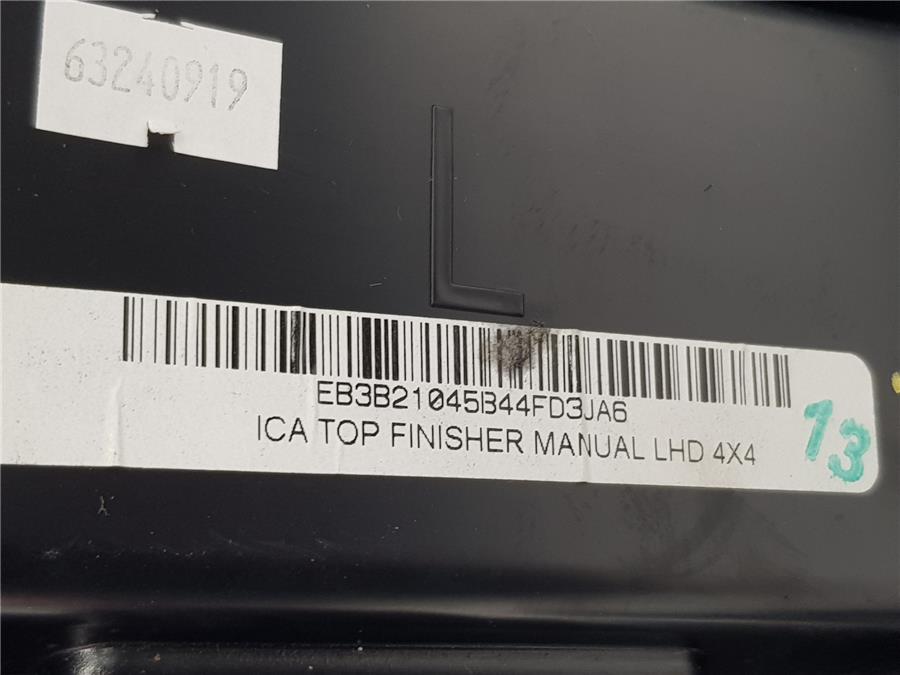 63240919
L
EB3B21045B44FD3JA6
ICA TOP FINISHER MANUAL LHD 4X4
13